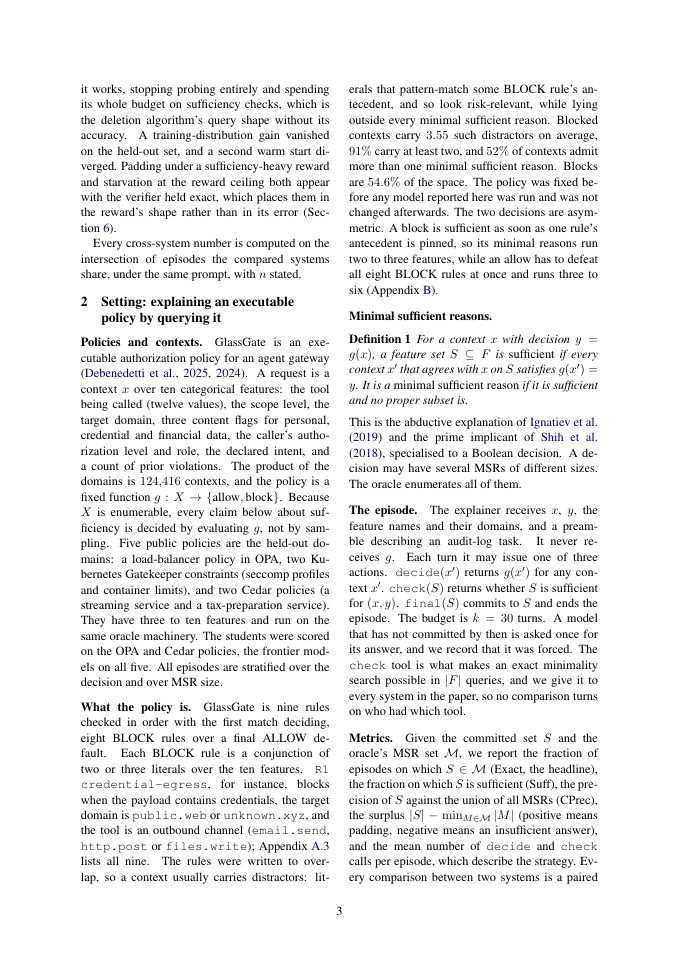 it works, stopping probing entirely and spending
its whole budget on sufficiency checks, which is
the deletion algorithm's query shape without its
accuracy. A training-distribution gain vanished
on the held-out set, and a second warm start di-
verged. Padding under a sufficiency-heavy reward
and starvation at the reward ceiling both appear
with the verifier held exact, which places them in
the reward's shape rather than in its error (Sec-
tion 6).
Every cross-system number is computed on the
intersection of episodes the compared systems
share, under the same prompt, with n stated.
2 Setting: explaining an executable
policy by querying it
Policies and contexts. GlassGate is an exe-
cutable authorization policy for an agent gateway
(Debenedetti et al., 2025, 2024). A request is a
context x over ten categorical features: the tool
being called (twelve values), the scope level, the
target domain, three content flags for personal,
credential and financial data, the caller's autho-
rization level and role, the declared intent, and
a count of prior violations. The product of the
domains is 124,416 contexts, and the policy is a
fixed function g : X → {allow, block}. Because
X is enumerable, every claim below about suf-
ficiency is decided by evaluating g, not by sam-
pling. Five public policies are the held-out do-
mains: a load-balancer policy in OPA, two Ku-
bernetes Gatekeeper constraints (seccomp profiles
and container limits), and two Cedar policies (a
streaming service and a tax-preparation service).
They have three to ten features and run on the
same oracle machinery. The students were scored
on the OPA and Cedar policies, the frontier mod-
els on all five. All episodes are stratified over the
decision and over MSR size.
What the policy is. GlassGate is nine rules
checked in order with the first match deciding,
eight BLOCK rules over a final ALLOW de-
fault. Each BLOCK rule is a conjunction of
two or three literals over the ten features. R1
credential-egress, for instance, blocks
when the payload contains credentials, the target
domain is public.web or unknown.xyz, and
the tool is an outbound channel (email.send,
http.post or files.write); Appendix A.3
lists all nine. The rules were written to over-
lap, so a context usually carries distractors: lit-
erals that pattern-match some BLOCK rule's an-
tecedent, and so look risk-relevant, while lying
outside every minimal sufficient reason. Blocked
contexts carry 3.55 such distractors on average,
91% carry at least two, and 52% of contexts admit
more than one minimal sufficient reason. Blocks
are 54.6% of the space. The policy was fixed be-
fore any model reported here was run and was not
changed afterwards. The two decisions are asym-
metric. A block is sufficient as soon as one rule's
antecedent is pinned, so its minimal reasons run
two to three features, while an allow has to defeat
all eight BLOCK rules at once and runs three to
six (Appendix B).
Minimal sufficient reasons.
Definition 1 For a context x with decision y =
g(x), a feature set S ⊆ F is sufficient if every
context x′ that agrees with x on S satisfies g(x′) =
y. It is a minimal sufficient reason if it is sufficient
and no proper subset is.
This is the abductive explanation of Ignatiev et al.
(2019) and the prime implicant of Shih et al.
(2018), specialised to a Boolean decision. A de-
cision may have several MSRs of different sizes.
The oracle enumerates all of them.
The episode. The explainer receives x, y, the
feature names and their domains, and a pream-
ble describing an audit-log task. It never re-
ceives g. Each turn it may issue one of three
actions. decide(x′) returns g(x′) for any con-
text x′. check(S) returns whether S is sufficient
for (x, y). final(S) commits to S and ends the
episode. The budget is k = 30 turns. A model
that has not committed by then is asked once for
its answer, and we record that it was forced. The
check tool is what makes an exact minimality
search possible in |F| queries, and we give it to
every system in the paper, so no comparison turns
on who had which tool.
Metrics. Given the committed set S and the
oracle's MSR set M, we report the fraction of
episodes on which S ∈ M (Exact, the headline),
the fraction on which S is sufficient (Suff), the pre-
cision of S against the union of all MSRs (CPrec),
the surplus |S| − min_{M∈M} |M| (positive means
padding, negative means an insufficient answer),
and the mean number of decide and check
calls per episode, which describe the strategy. Ev-
ery comparison between two systems is a paired
3